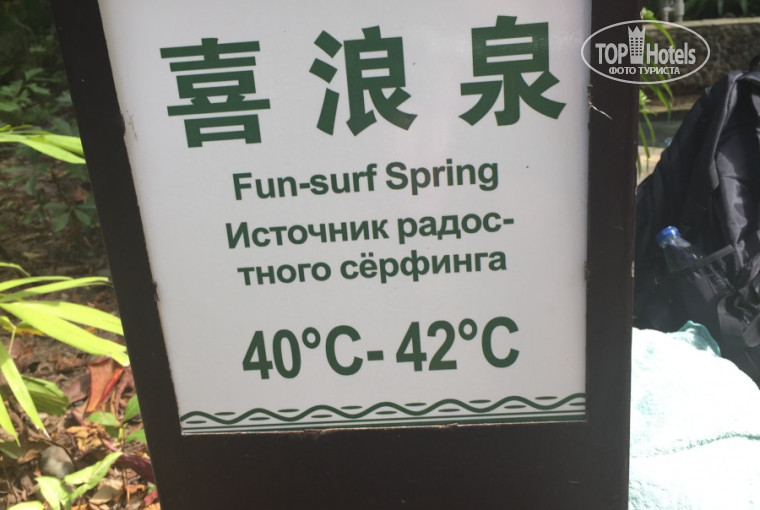 喜浪泉
Fun-surf Spring
Источник радос-
тного сёрфинга
40°C- 42°C
TOP Hotels
ФОТО ТУРИСТА